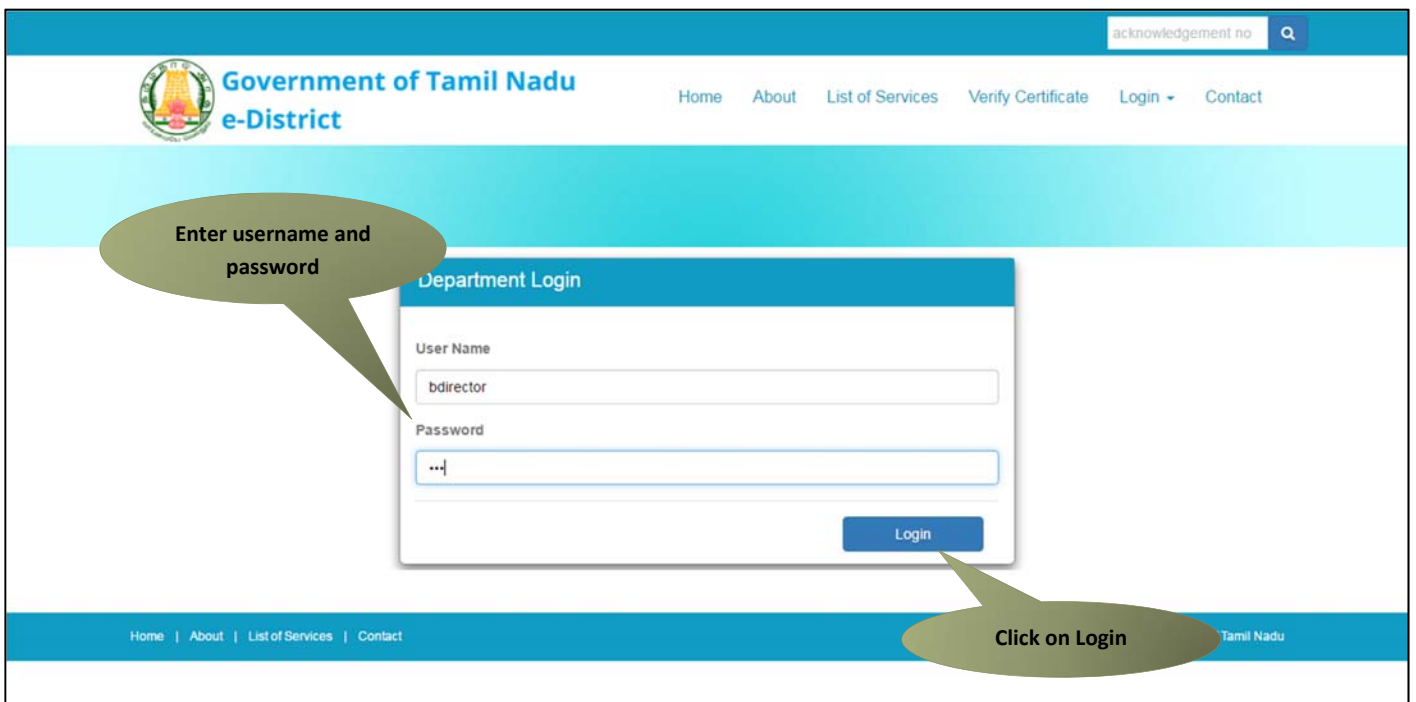 acknowledgement no
Government of Tamil Nadu
e-District
Home About List of Services Verify Certificate Login Contact
Enter username and
password
Department Login
User Name
bdirector
Password
•••
Login
Click on Login
Home | About | List of Services | Contact
Tamil Nadu